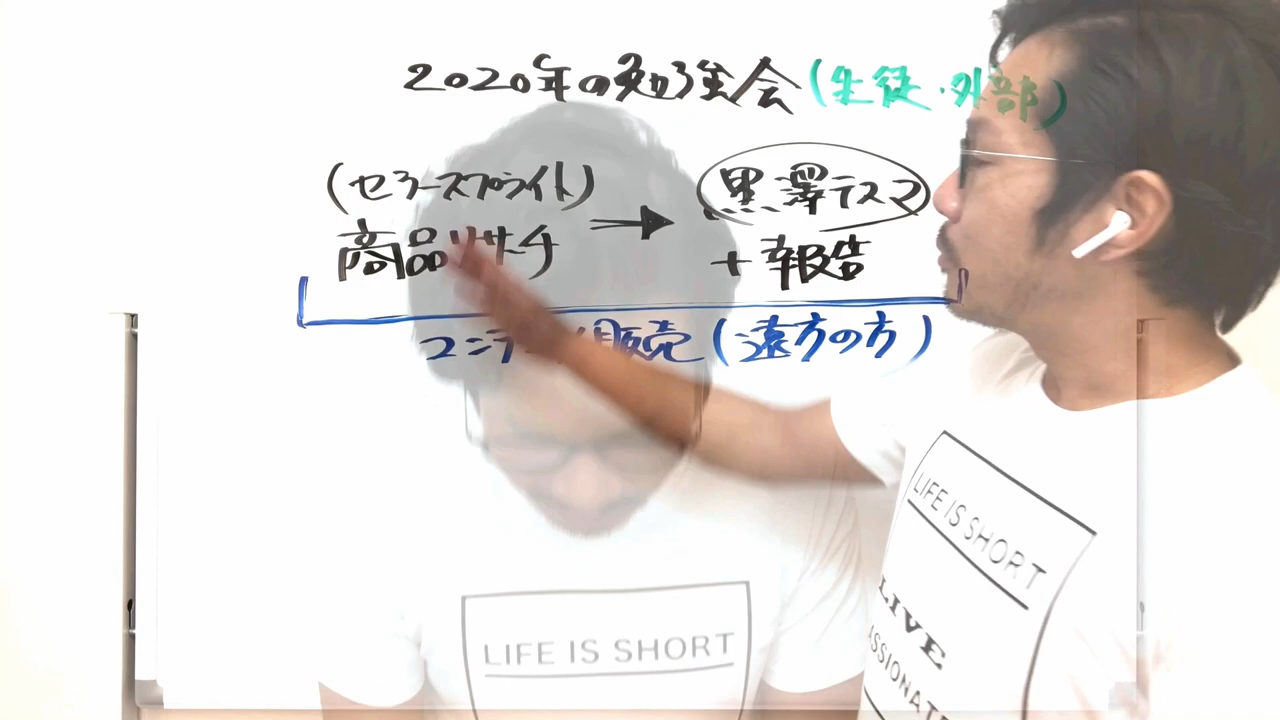 2020年の勉強会(生徒・外部)
(セラースプライト)
商品リサーチ
→
黒澤テスマ
+報告
販売(遠方の方)
LIFE IS SHORT
LIFE IS SHORT
LIVE